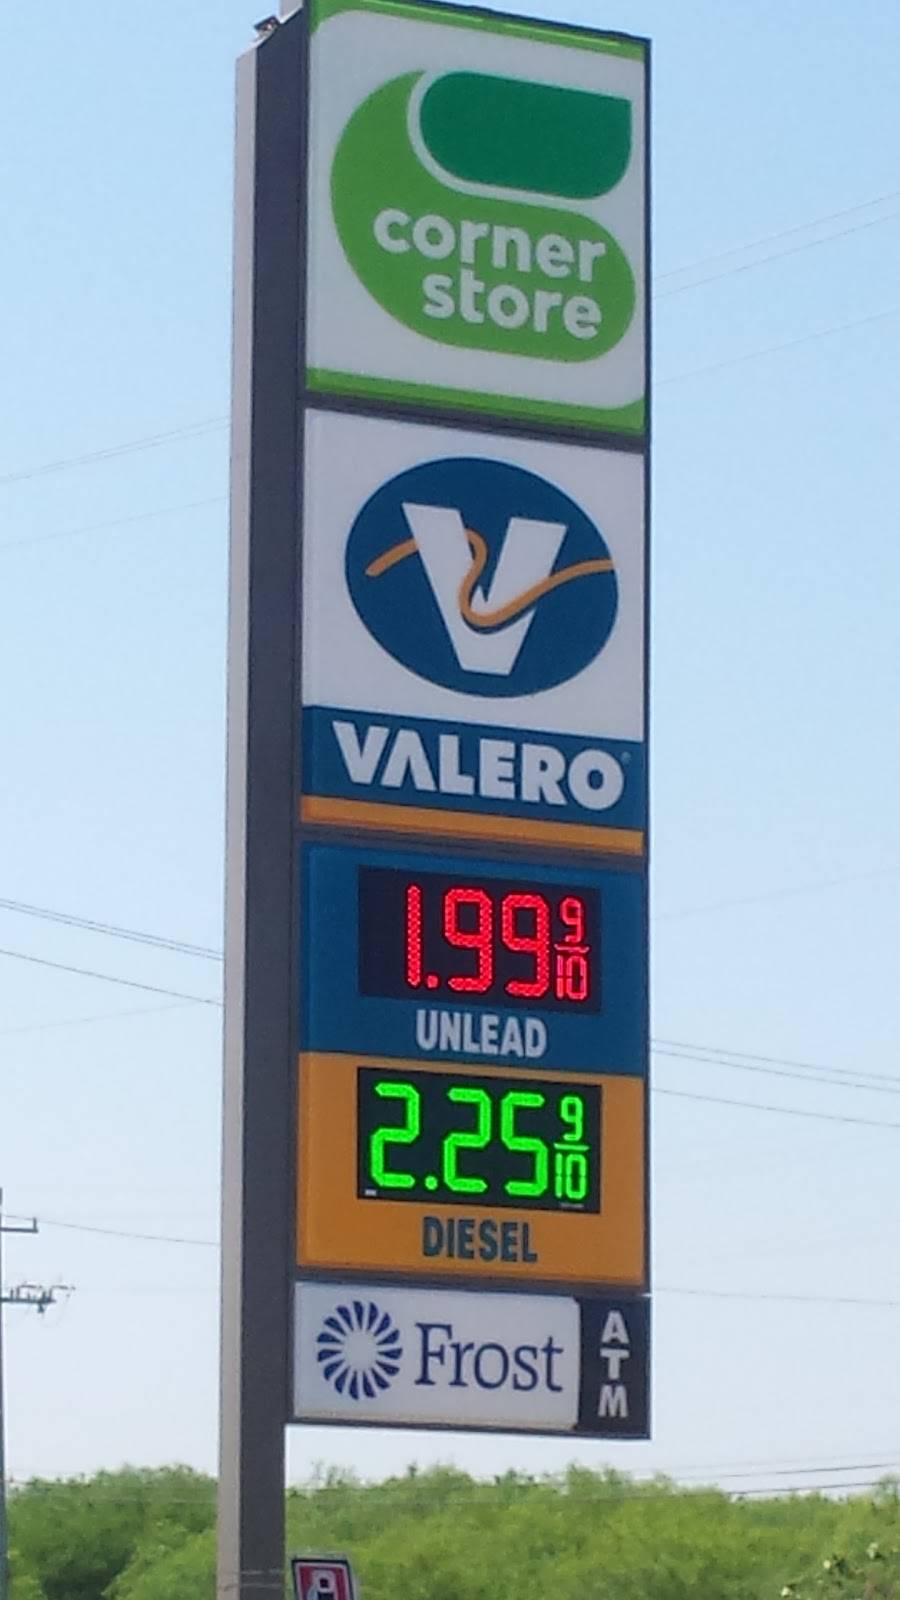 corner
store
V
VALERO
1.99 9/10
UNLEAD
2.25 9/10
DIESEL
Frost
ATM